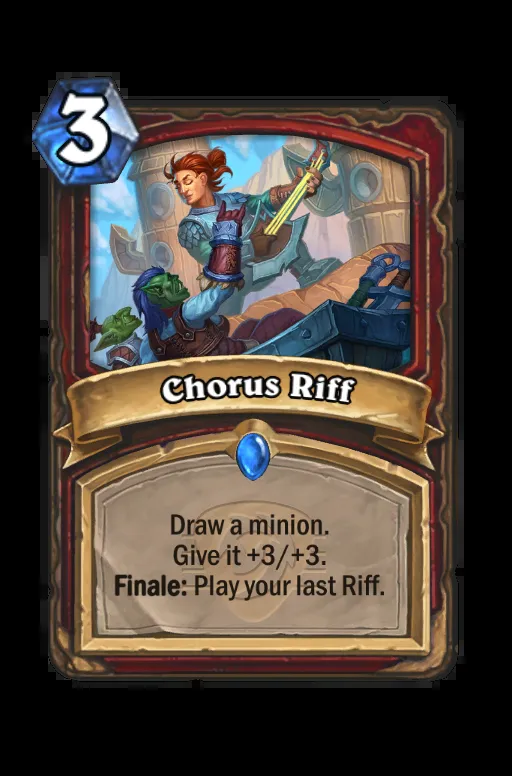 3
Chorus Riff
Draw a minion.
Give it +3/+3.
Finale: Play your last Riff.